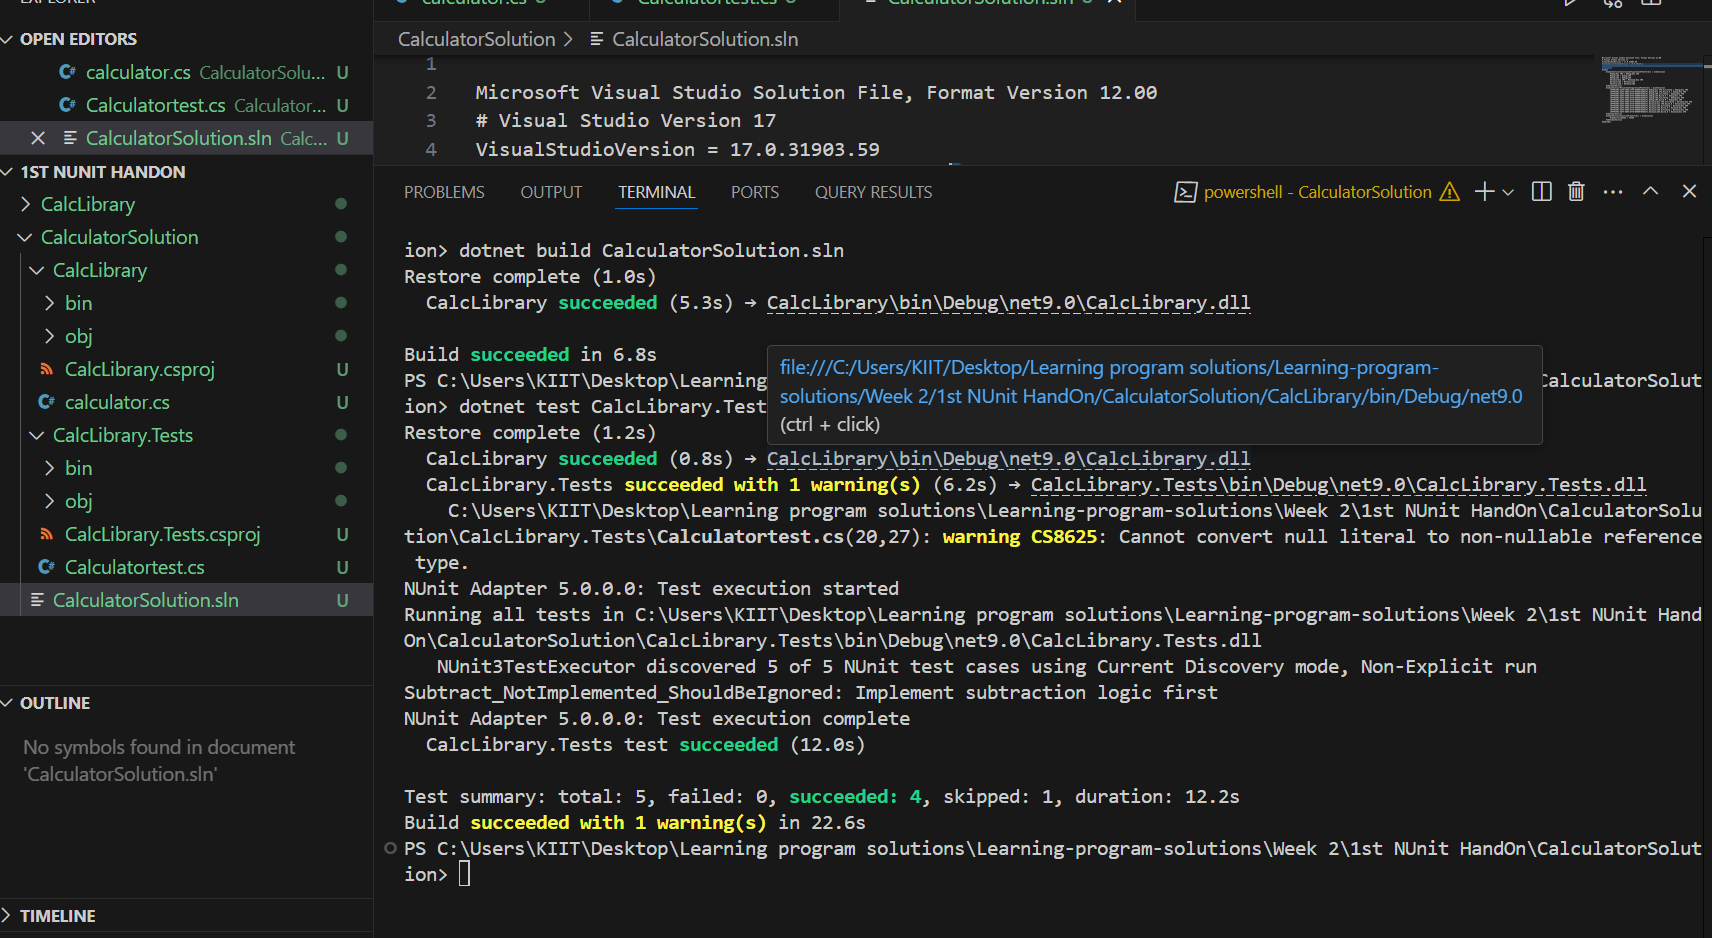 EXPLORER
OPEN EDITORS
calculator.cs CalculatorSolu... U
Calculatortest.cs Calculator... U
CalculatorSolution.sln Calc... U
1ST NUNIT HANDON
CalcLibrary
CalculatorSolution
CalcLibrary
bin
obj
CalcLibrary.csproj U
calculator.cs U
CalcLibrary.Tests
bin
obj
CalcLibrary.Tests.csproj U
Calculatortest.cs U
CalculatorSolution.sln U
OUTLINE
No symbols found in document
'CalculatorSolution.sln'
TIMELINE
calculator.cs U Calculatortest.cs U CalculatorSolution.sln U
CalculatorSolution > CalculatorSolution.sln
1
2 Microsoft Visual Studio Solution File, Format Version 12.00
3 # Visual Studio Version 17
4 VisualStudioVersion = 17.0.31903.59
PROBLEMS OUTPUT TERMINAL PORTS QUERY RESULTS powershell - CalculatorSolution
ion> dotnet build CalculatorSolution.sln
Restore complete (1.0s)
CalcLibrary succeeded (5.3s) → CalcLibrary\bin\Debug\net9.0\CalcLibrary.dll
Build succeeded in 6.8s
PS C:\Users\KIIT\Desktop\Learning CalculatorSolut
ion> dotnet test CalcLibrary.Test
file:///C:/Users/KIIT/Desktop/Learning program solutions/Learning-program-
solutions/Week 2/1st NUnit HandOn/CalculatorSolution/CalcLibrary/bin/Debug/net9.0
(ctrl + click)
Restore complete (1.2s)
CalcLibrary succeeded (0.8s) → CalcLibrary\bin\Debug\net9.0\CalcLibrary.dll
CalcLibrary.Tests succeeded with 1 warning(s) (6.2s) → CalcLibrary.Tests\bin\Debug\net9.0\CalcLibrary.Tests.dll
C:\Users\KIIT\Desktop\Learning program solutions\Learning-program-solutions\Week 2\1st NUnit HandOn\CalculatorSolu
tion\CalcLibrary.Tests\Calculatortest.cs(20,27): warning CS8625: Cannot convert null literal to non-nullable reference
type.
NUnit Adapter 5.0.0.0: Test execution started
Running all tests in C:\Users\KIIT\Desktop\Learning program solutions\Learning-program-solutions\Week 2\1st NUnit Hand
On\CalculatorSolution\CalcLibrary.Tests\bin\Debug\net9.0\CalcLibrary.Tests.dll
NUnit3TestExecutor discovered 5 of 5 NUnit test cases using Current Discovery mode, Non-Explicit run
Subtract_NotImplemented_ShouldBeIgnored: Implement subtraction logic first
NUnit Adapter 5.0.0.0: Test execution complete
CalcLibrary.Tests test succeeded (12.0s)
Test summary: total: 5, failed: 0, succeeded: 4, skipped: 1, duration: 12.2s
Build succeeded with 1 warning(s) in 22.6s
PS C:\Users\KIIT\Desktop\Learning program solutions\Learning-program-solutions\Week 2\1st NUnit HandOn\CalculatorSolut
ion>